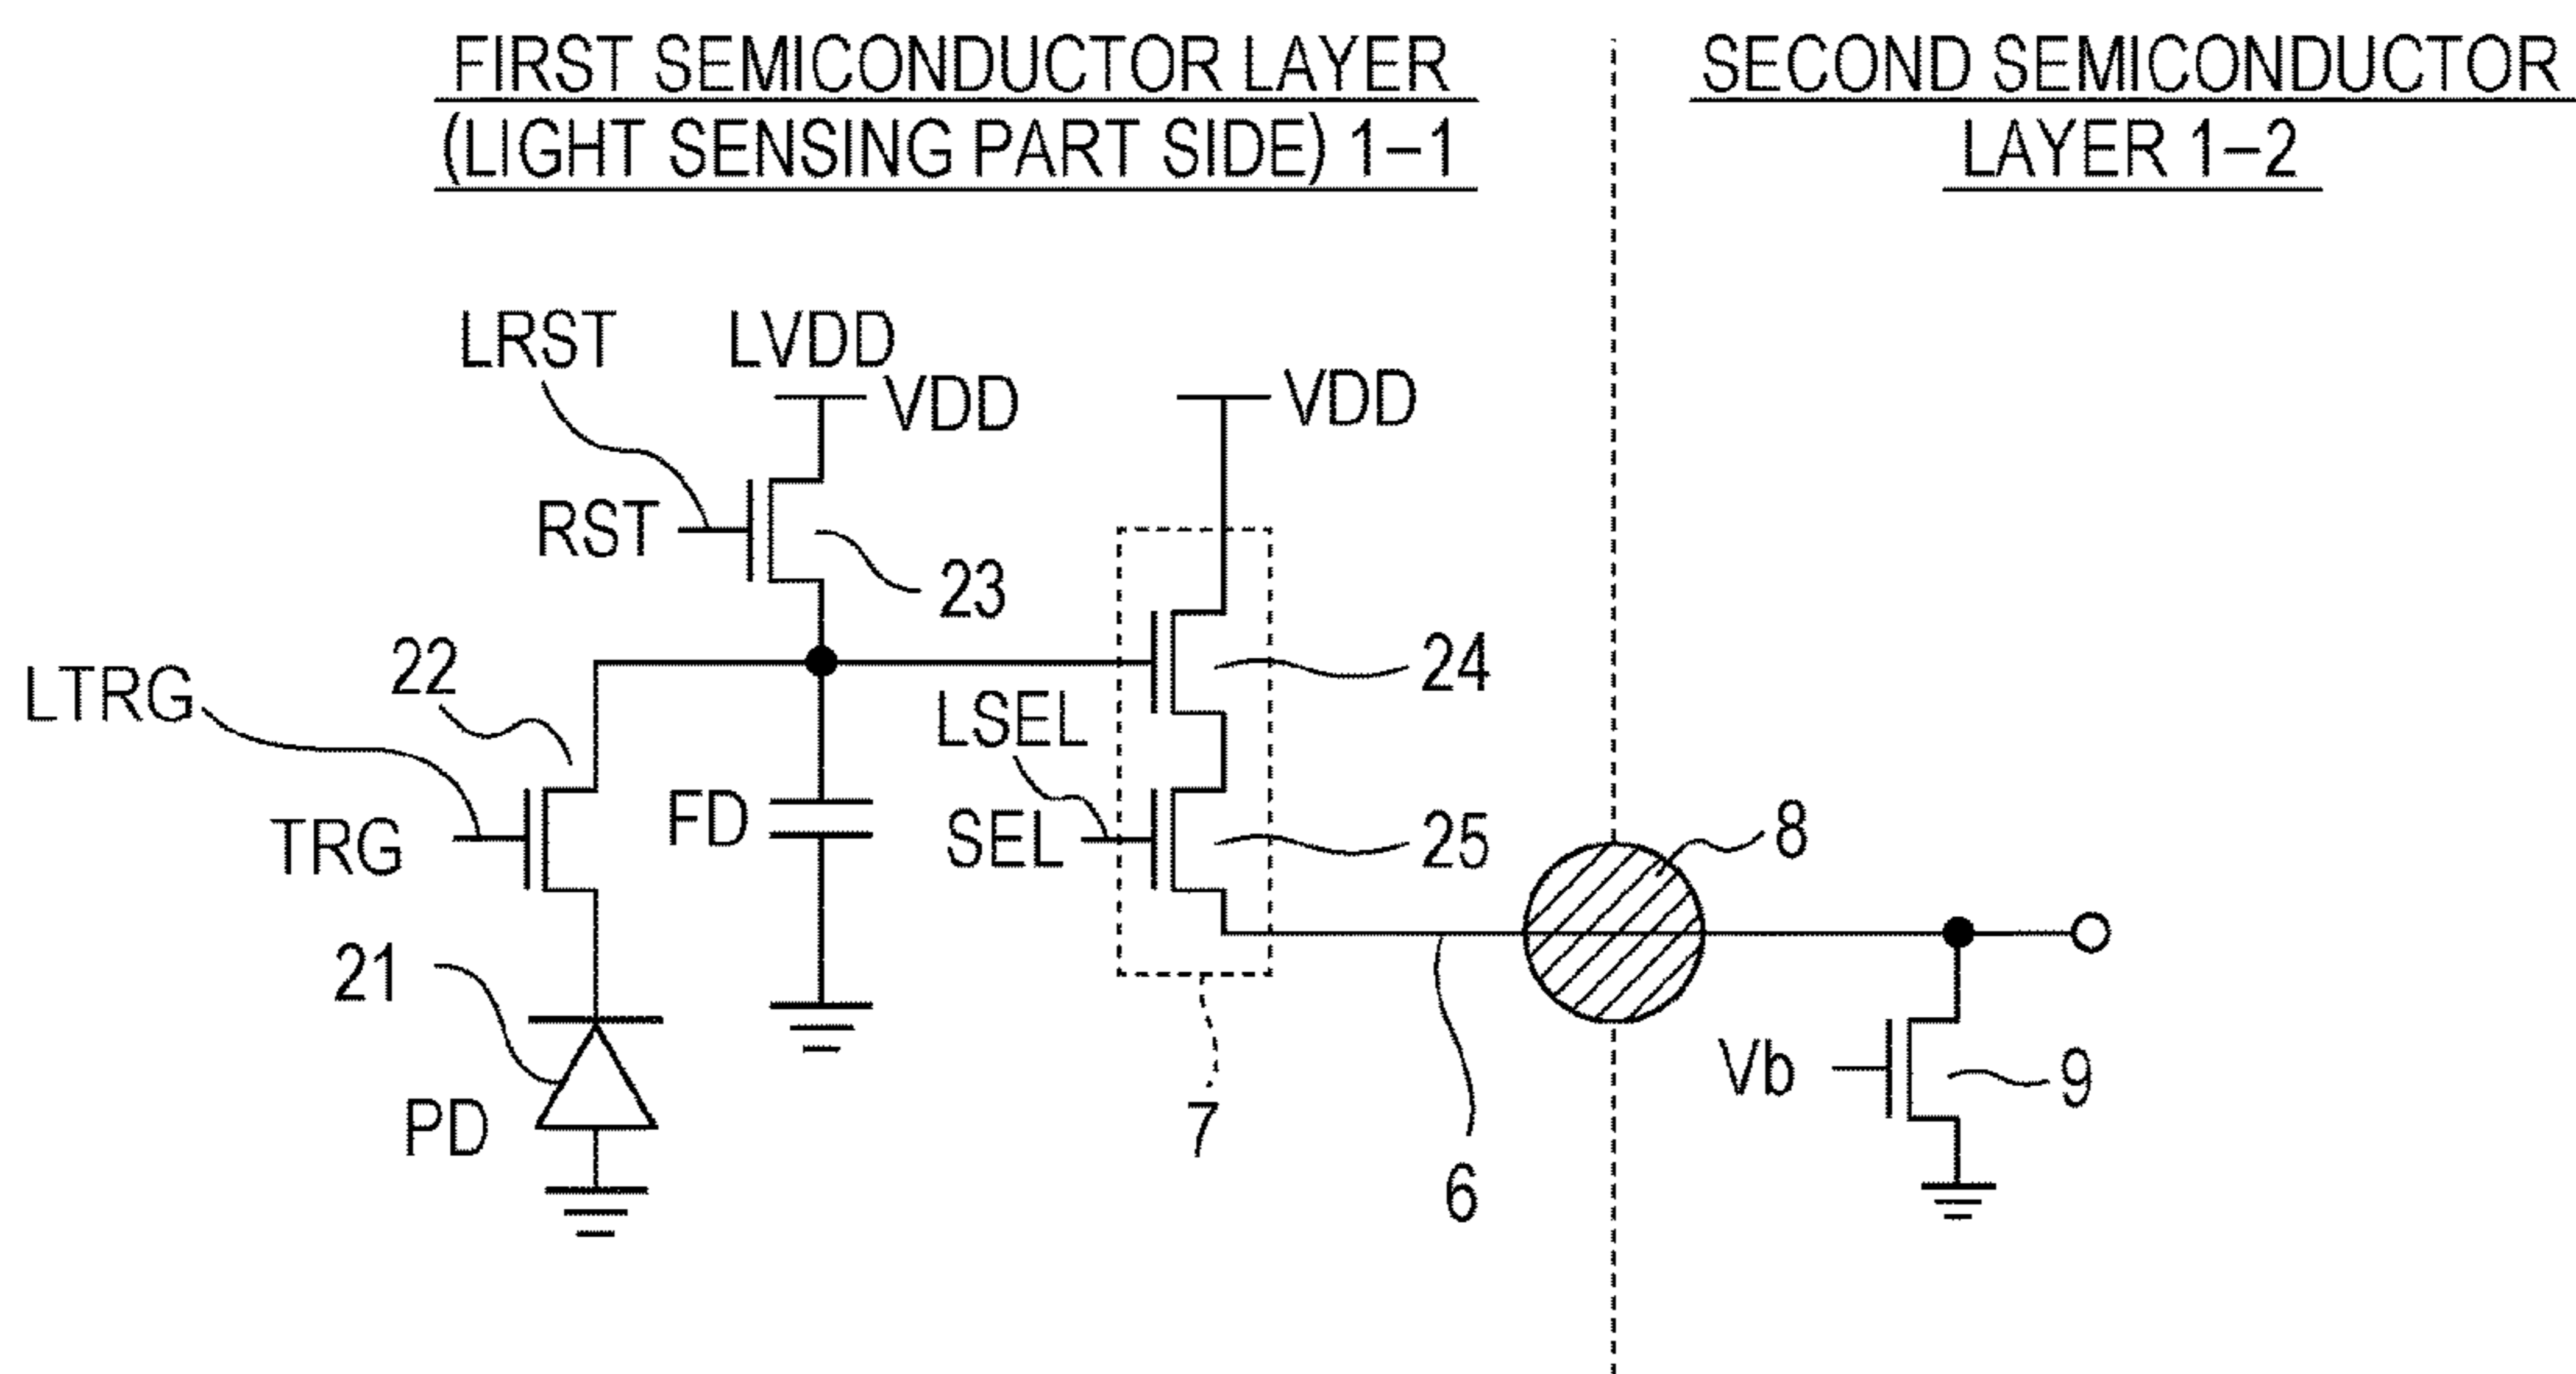 FIRST SEMICONDUCTOR LAYER
(LIGHT SENSING PART SIDE) 1–1
SECOND SEMICONDUCTOR
LAYER 1–2
LRST
LVDD
VDD
VDD
RST
23
22
24
LTRG
LSEL
TRG
FD
SEL
25
8
21
PD
7
6
Vb
9